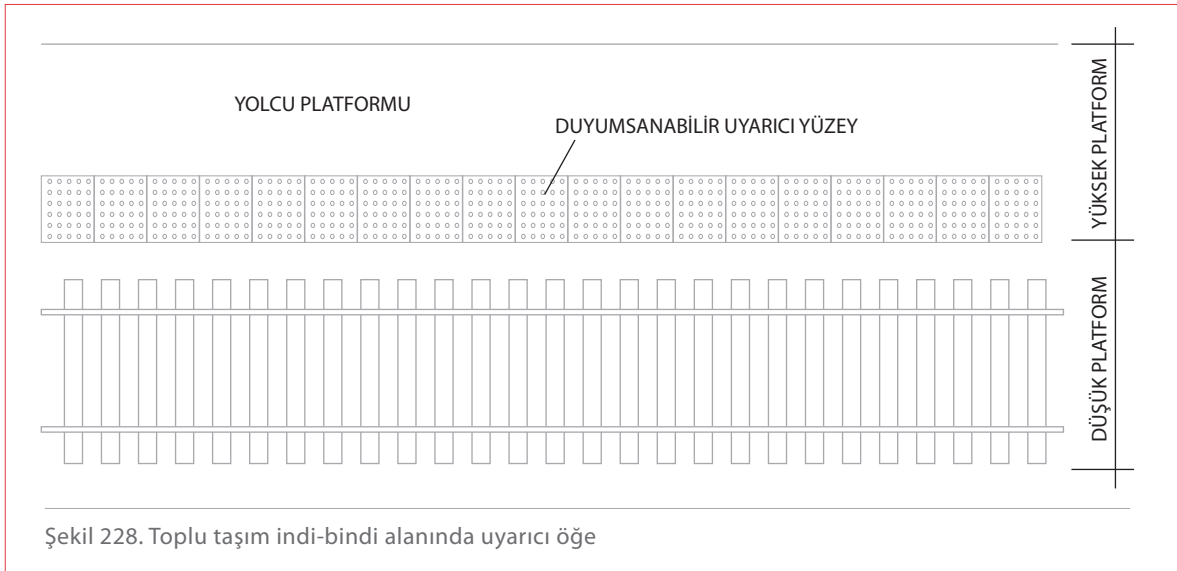 YOLCU PLATFORMU
DUYUMSANABİLİR UYARICI YÜZEY
YÜKSEK PLATFORM
DÜŞÜK PLATFORM
Şekil 228. Toplu taşım indi-bindi alanında uyarıcı öğe